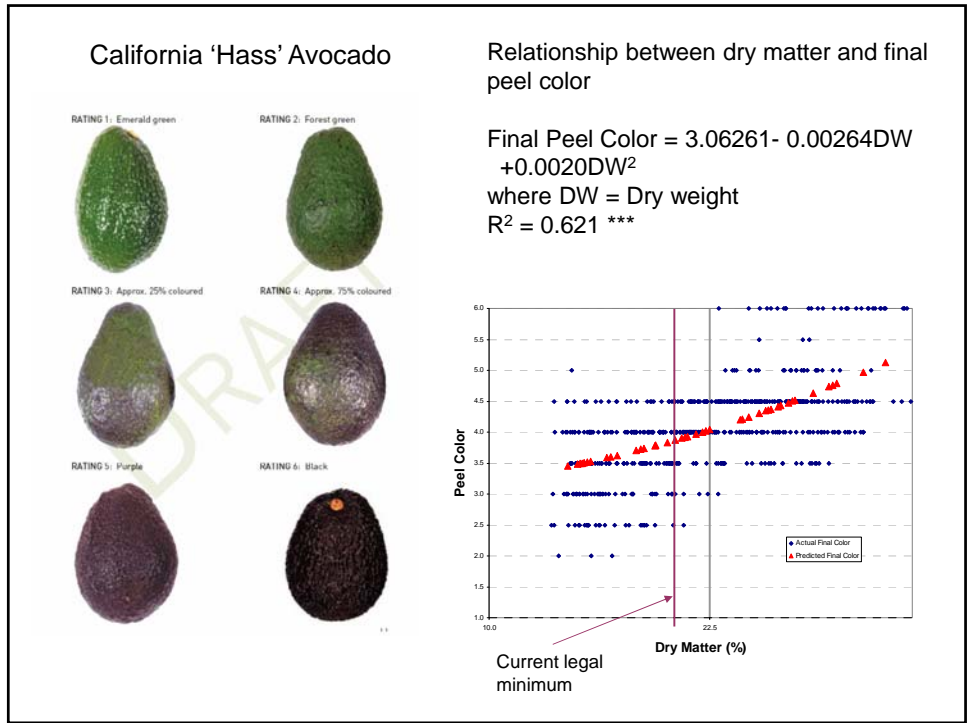 California ‘Hass’ Avocado
RATING 1: Emerald green
RATING 2: Forest green
RATING 3: Approx. 25% coloured
RATING 4: Approx. 75% coloured
RATING 5: Purple
RATING 6: Black
DRAFT
Relationship between dry matter and final
peel color
Final Peel Color = 3.06261- 0.00264DW
+0.0020DW²
where DW = Dry weight
R² = 0.621 ***
6.0
5.5
5.0
4.5
4.0
3.5
3.0
2.5
2.0
1.5
1.0
Peel Color
Actual Final Color
Predicted Final Color
10.0
22.5
Dry Matter (%)
Current legal
minimum